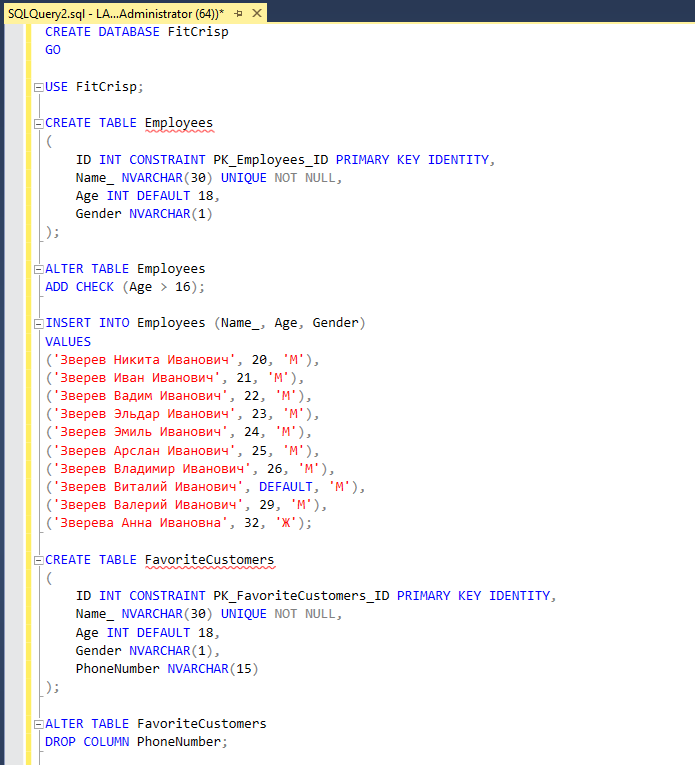 SQLQuery2.sql - LA...Administrator (64))*
CREATE DATABASE FitCrisp
GO
USE FitCrisp;
CREATE TABLE Employees
(
ID INT CONSTRAINT PK_Employees_ID PRIMARY KEY IDENTITY,
Name_ NVARCHAR(30) UNIQUE NOT NULL,
Age INT DEFAULT 18,
Gender NVARCHAR(1)
);
ALTER TABLE Employees
ADD CHECK (Age > 16);
INSERT INTO Employees (Name_, Age, Gender)
VALUES
('Зверев Никита Иванович', 20, 'М'),
('Зверев Иван Иванович', 21, 'М'),
('Зверев Вадим Иванович', 22, 'М'),
('Зверев Эльдар Иванович', 23, 'М'),
('Зверев Эмиль Иванович', 24, 'М'),
('Зверев Арслан Иванович', 25, 'М'),
('Зверев Владимир Иванович', 26, 'М'),
('Зверев Виталий Иванович', DEFAULT, 'М'),
('Зверев Валерий Иванович', 29, 'М'),
('Зверева Анна Ивановна', 32, 'Ж');
CREATE TABLE FavoriteCustomers
(
ID INT CONSTRAINT PK_FavoriteCustomers_ID PRIMARY KEY IDENTITY,
Name_ NVARCHAR(30) UNIQUE NOT NULL,
Age INT DEFAULT 18,
Gender NVARCHAR(1),
PhoneNumber NVARCHAR(15)
);
ALTER TABLE FavoriteCustomers
DROP COLUMN PhoneNumber;